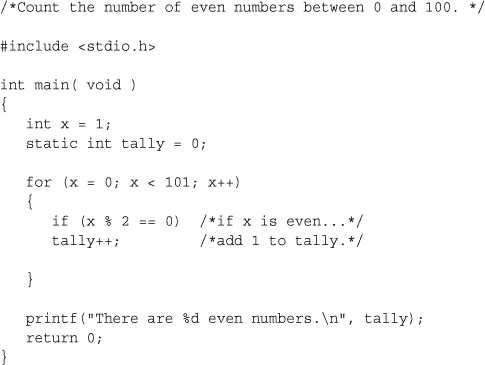 /*Count the number of even numbers between 0 and 100. */
#include <stdio.h>
int main( void )
{
int x = 1;
static int tally = 0;
for (x = 0; x < 101; x++)
{
if (x % 2 == 0) /*if x is even...*/
tally++; /*add 1 to tally.*/
}
printf("There are %d even numbers.\n", tally);
return 0;
}